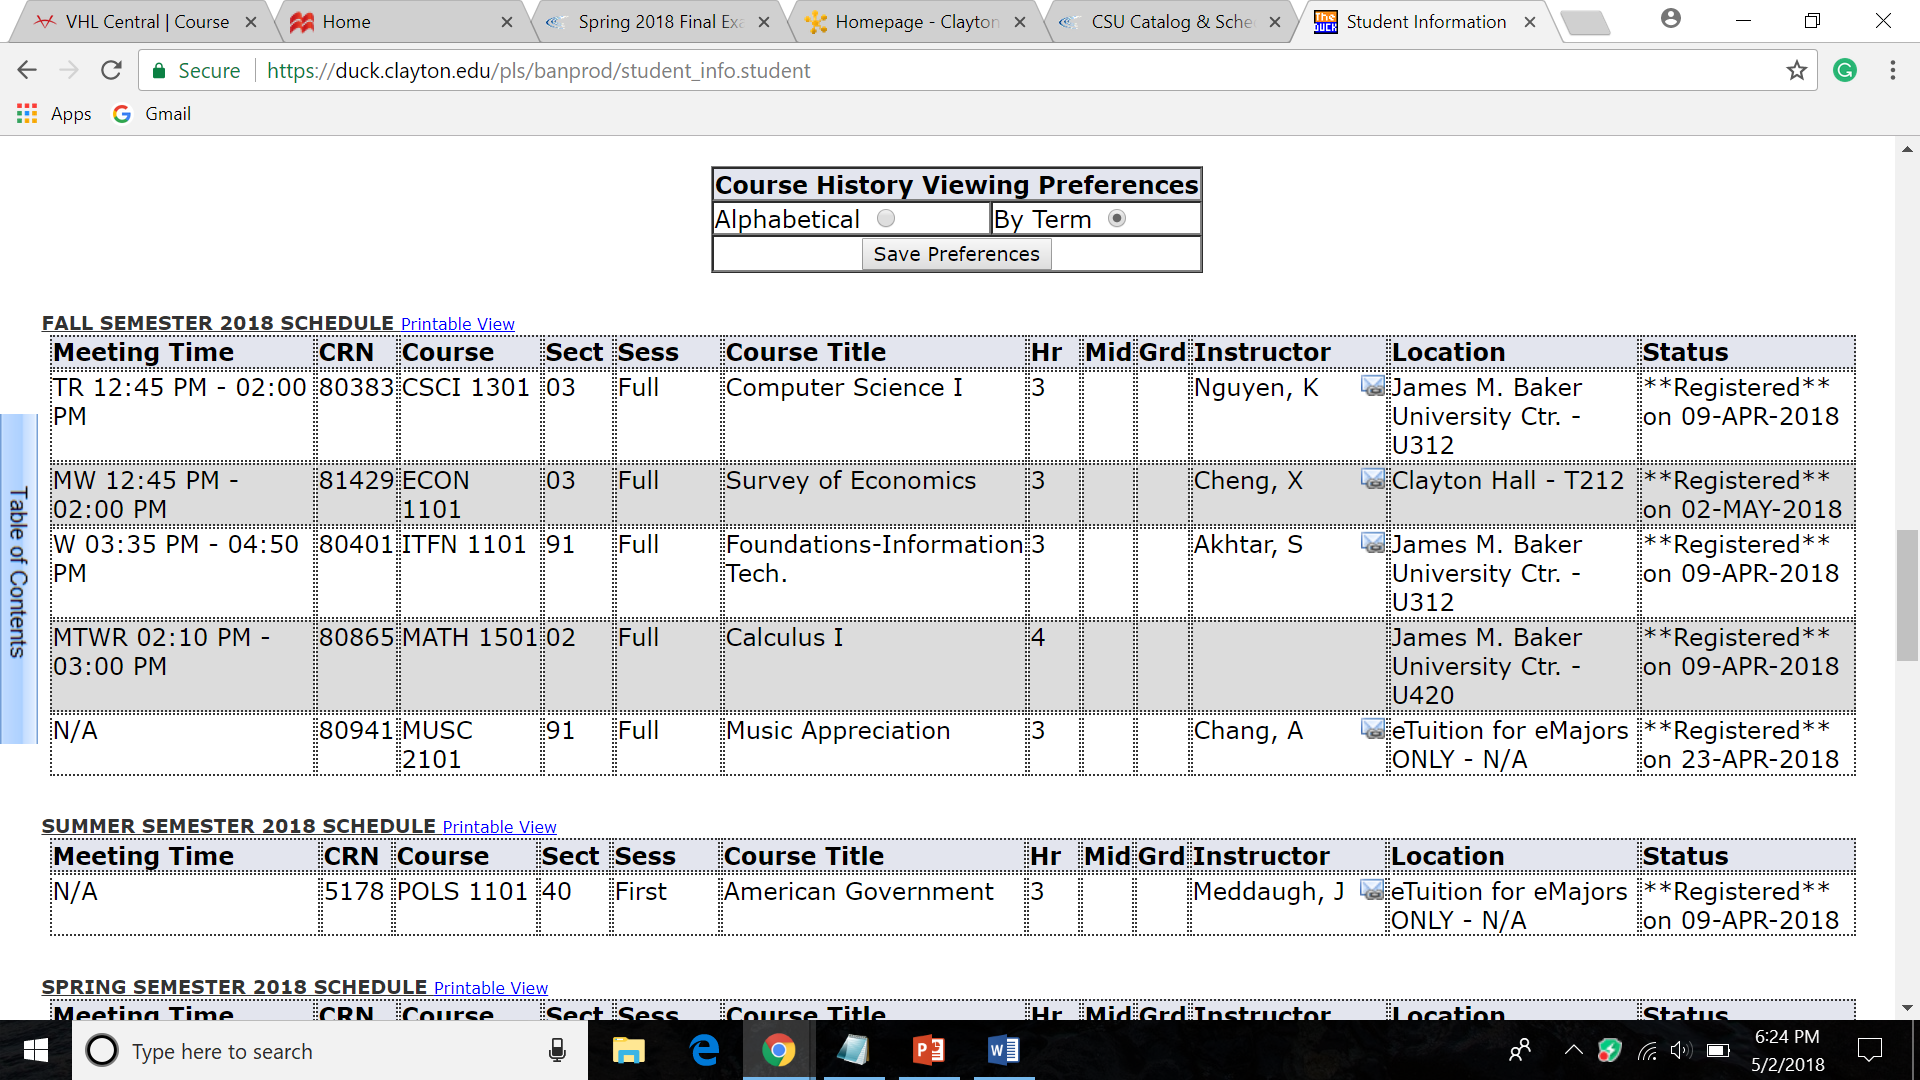 VHL Central | Course
Home
Spring 2018 Final Exa
Homepage - Clayton
CSU Catalog & Sche
The DUCK
Student Information
Secure
https://duck.clayton.edu/pls/banprod/student_info.student
Apps
Gmail
Course History Viewing Preferences
Alphabetical
By Term
Save Preferences
Table of Contents
FALL SEMESTER 2018 SCHEDULE Printable View
Meeting Time CRN Course Sect Sess Course Title Hr Mid Grd Instructor Location Status
TR 12:45 PM - 02:00 80383 CSCI 1301 03 Full Computer Science I 3 Nguyen, K James M. Baker **Registered**
PM University Ctr. - on 09-APR-2018
U312
MW 12:45 PM - 81429 ECON 03 Full Survey of Economics 3 Cheng, X Clayton Hall - T212 **Registered**
02:00 PM 1101 on 02-MAY-2018
W 03:35 PM - 04:50 80401 ITFN 1101 91 Full Foundations-Information 3 Akhtar, S James M. Baker **Registered**
PM Tech. University Ctr. - on 09-APR-2018
U312
MTWR 02:10 PM - 80865 MATH 1501 02 Full Calculus I 4 James M. Baker **Registered**
03:00 PM University Ctr. - on 09-APR-2018
U420
N/A 80941 MUSC 91 Full Music Appreciation 3 Chang, A eTuition for eMajors **Registered**
2101 ONLY - N/A on 23-APR-2018
SUMMER SEMESTER 2018 SCHEDULE Printable View
Meeting Time CRN Course Sect Sess Course Title Hr Mid Grd Instructor Location Status
N/A 5178 POLS 1101 40 First American Government 3 Meddaugh, J eTuition for eMajors **Registered**
ONLY - N/A on 09-APR-2018
SPRING SEMESTER 2018 SCHEDULE Printable View
Meeting Time CRN Course Sect Sess Course Title Hr Mid Grd Instructor Location Status
Type here to search
6:24 PM
5/2/2018